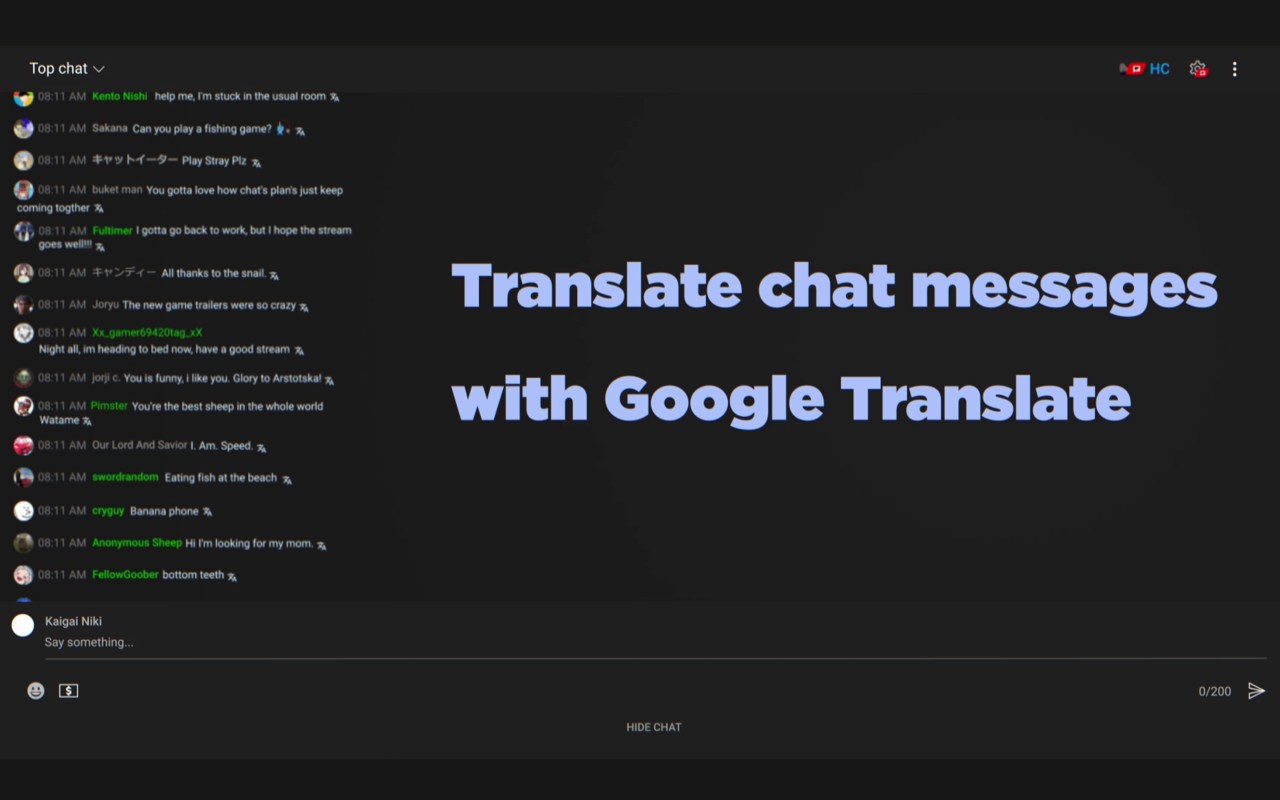 Top chat
HC
08:11 AM Kento Nishi help me, I'm stuck in the usual room
08:11 AM Sakana Can you play a fishing game?
08:11 AM キャットイーター Play Stray Plz
08:11 AM buket man You gotta love how chat's plan's just keep
coming togther
08:11 AM Fultimer I gotta go back to work, but I hope the stream
goes well!!!
08:11 AM キャンディー All thanks to the snail.
08:11 AM Joryu The new game trailers were so crazy
08:11 AM Xx_gamer69420tag_xX
Night all, im heading to bed now, have a good stream
08:11 AM jorji c. You is funny, i like you. Glory to Arstotska!
08:11 AM Pimster You're the best sheep in the whole world
Watame
08:11 AM Our Lord And Savior I. Am. Speed.
08:11 AM swordrandom Eating fish at the beach
08:11 AM cryguy Banana phone
08:11 AM Anonymous Sheep Hi I'm looking for my mom.
08:11 AM FellowGoober bottom teeth
Translate chat messages
with Google Translate
Kaigai Niki
Say something...
$
0/200
HIDE CHAT